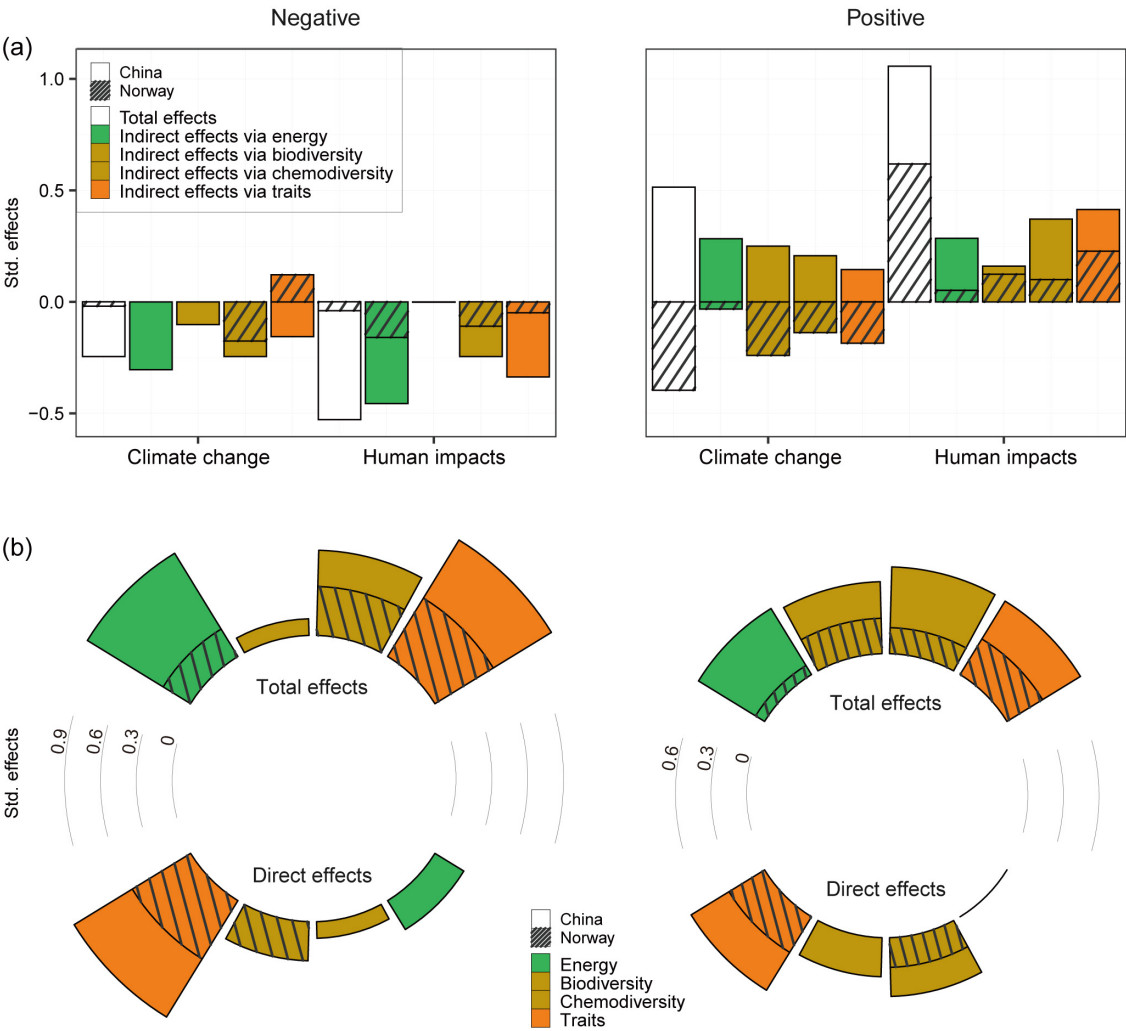 Negative
Positive
(a)
China
Norway
Total effects
Indirect effects via energy
Indirect effects via biodiversity
Indirect effects via chemodiversity
Indirect effects via traits
Std. effects
1.0
0.5
0.0
−0.5
Climate change
Human impacts
Climate change
Human impacts
(b)
Total effects
Total effects
Std. effects
0.9
0.6
0.3
0
0.6
0.3
0
Direct effects
Direct effects
China
Norway
Energy
Biodiversity
Chemodiversity
Traits